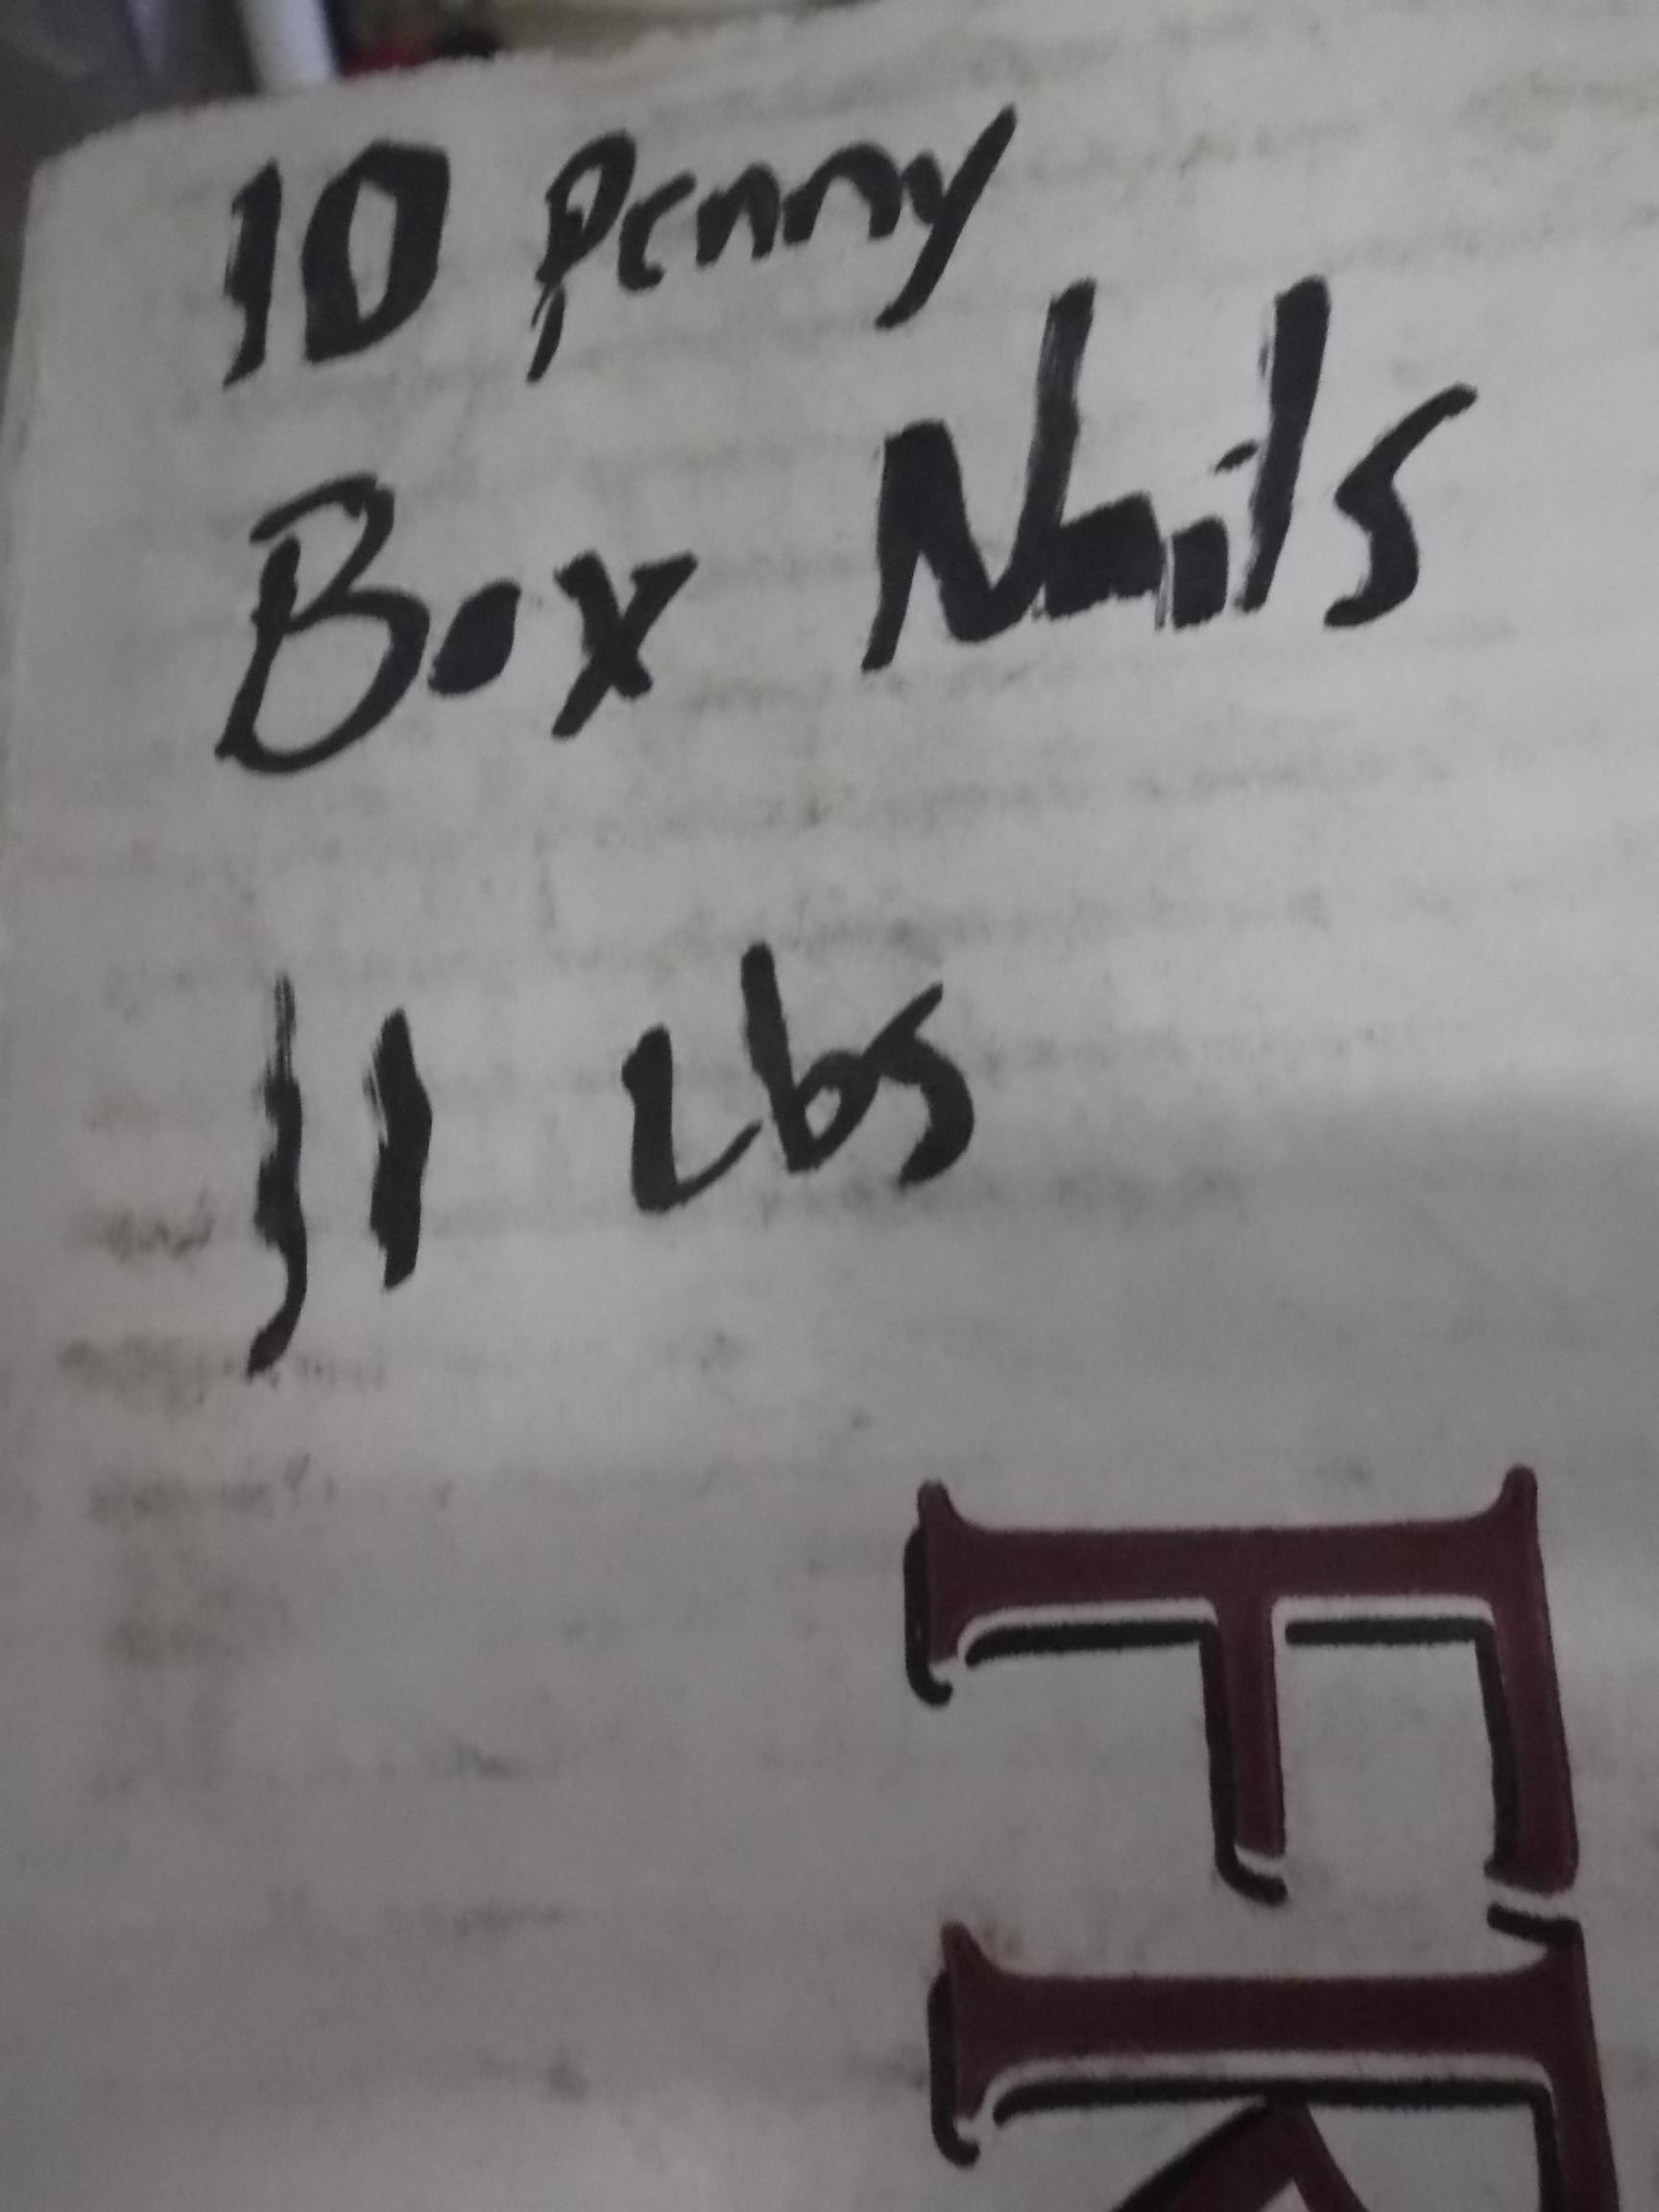 10 Penny
Box Nails
11 Lbs
F